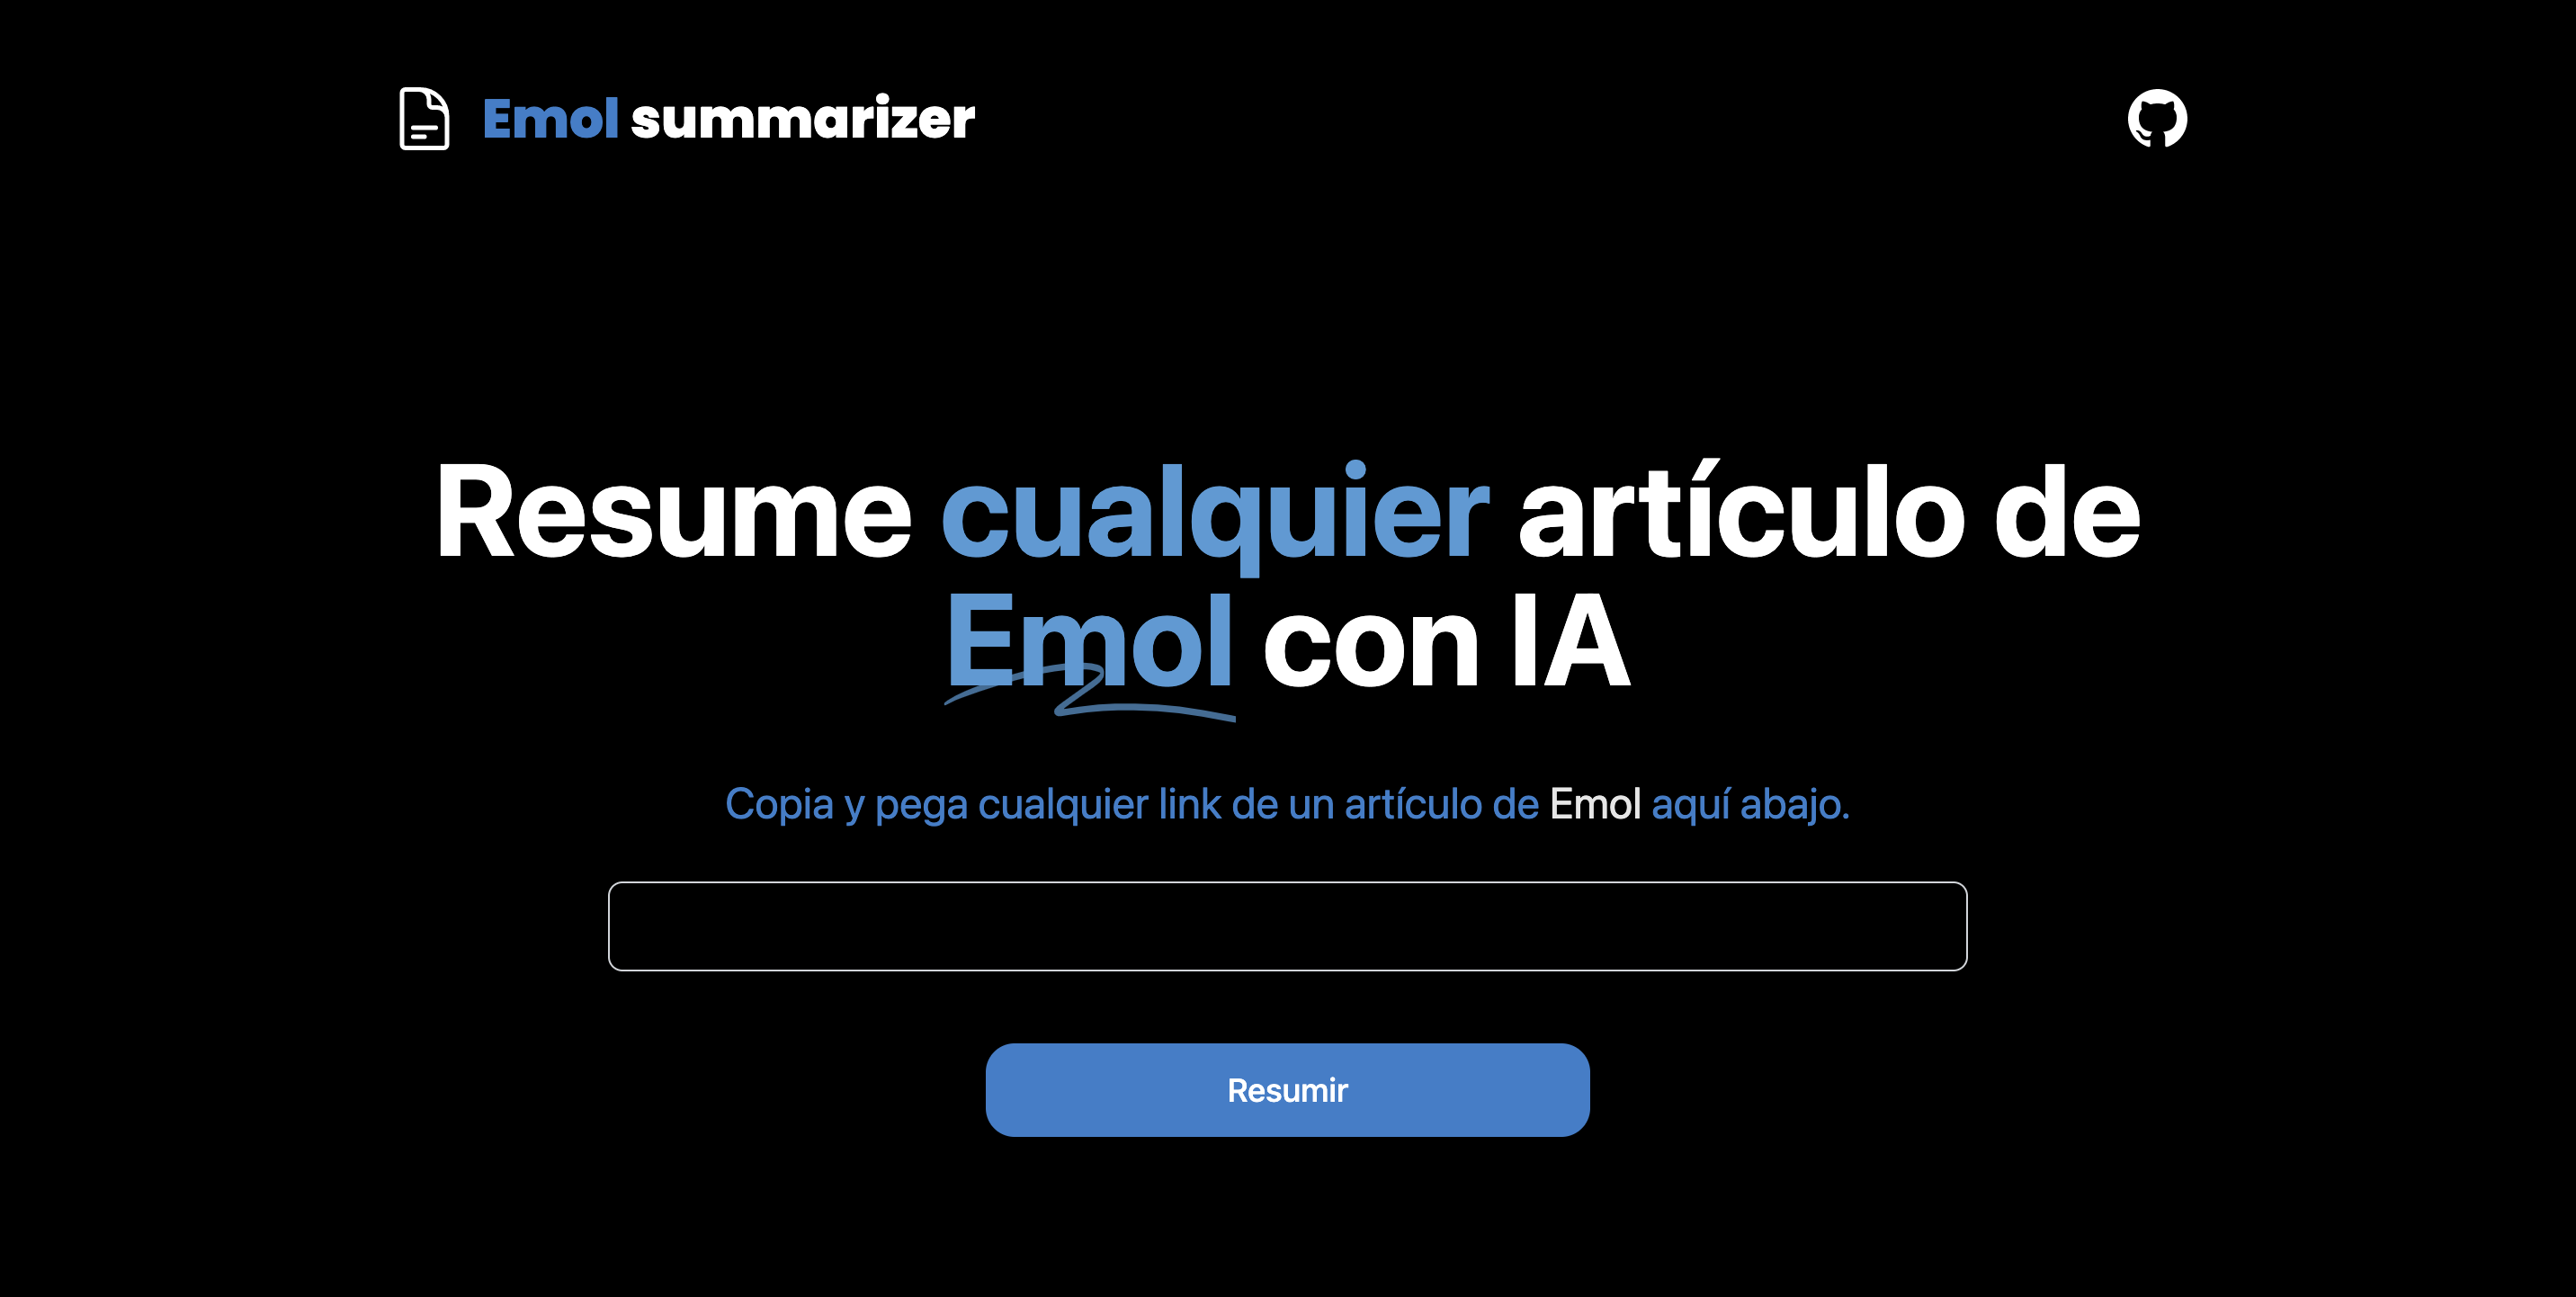 Emol summarizer
Resume cualquier artículo de
Emol con IA
Copia y pega cualquier link de un artículo de Emol aquí abajo.
Resumir